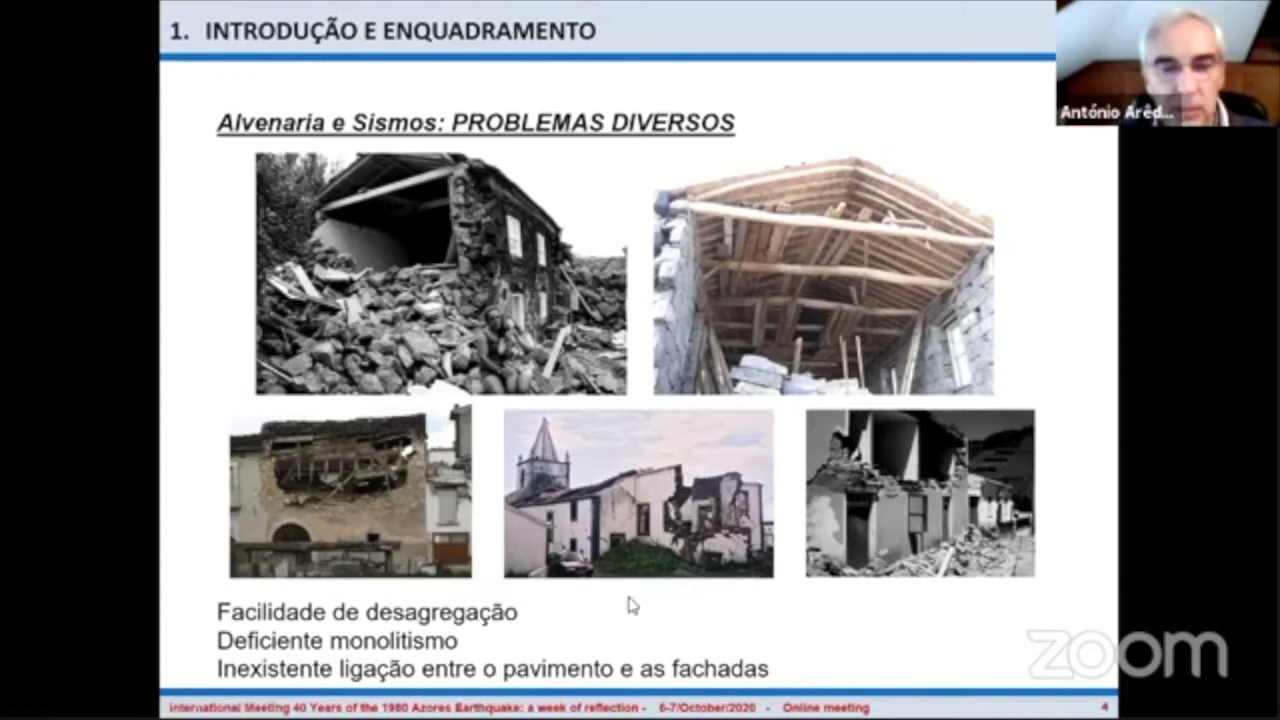 1. INTRODUÇÃO E ENQUADRAMENTO
António Arêd...
Alvenaria e Sismos: PROBLEMAS DIVERSOS
Facilidade de desagregação
Deficiente monolitismo
Inexistente ligação entre o pavimento e as fachadas
zoom
International Meeting 40 Years of the 1980 Azores Earthquake: a week of reflection - 6-7/October/2020 - Online meeting 4